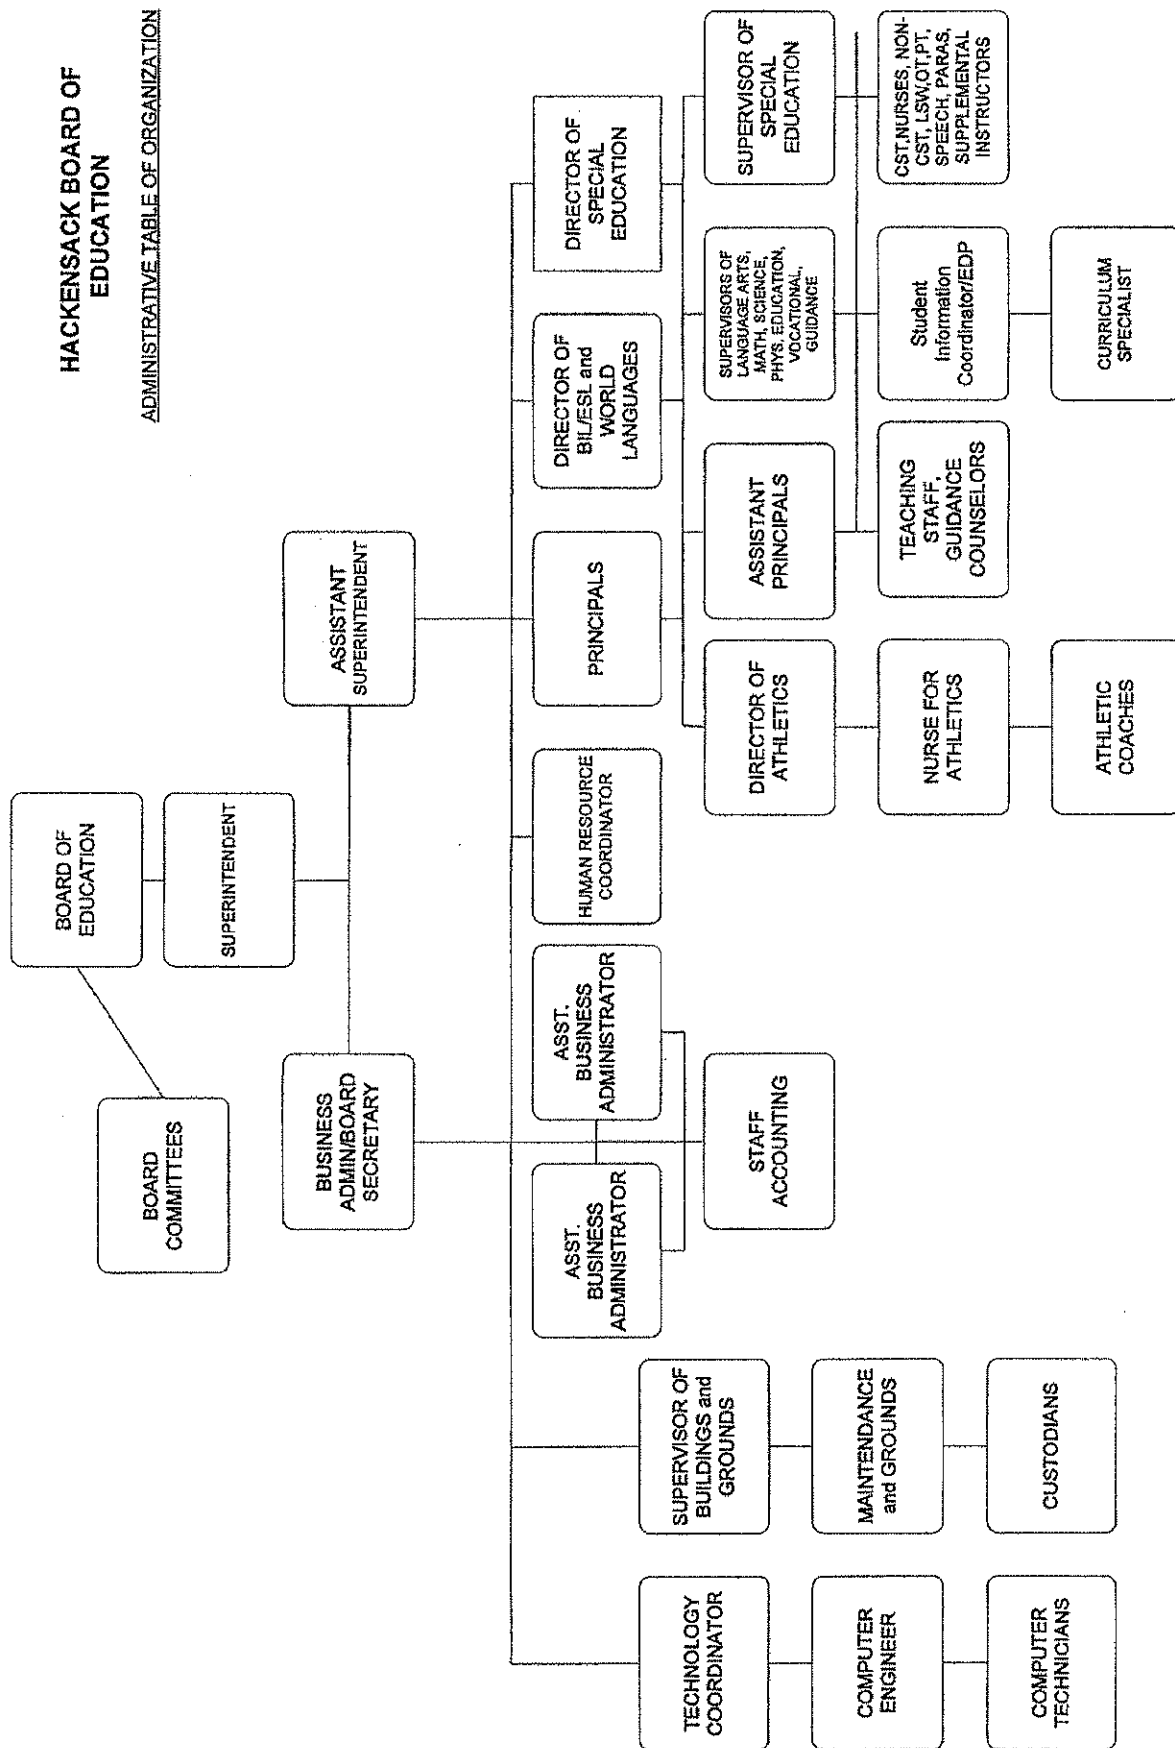 HACKENSACK BOARD OF
EDUCATION
ADMINISTRATIVE TABLE OF ORGANIZATION
BOARD OF
EDUCATION
BOARD
COMMITTEES
SUPERINTENDENT
BUSINESS
ADMIN/BOARD
SECRETARY
ASSISTANT
SUPERINTENDENT
ASST.
BUSINESS
ADMINISTRATOR
ASST.
BUSINESS
ADMINISTRATOR
HUMAN RESOURCE
COORDINATOR
PRINCIPALS
DIRECTOR OF
BIL/ESL and
WORLD
LANGUAGES
DIRECTOR OF
SPECIAL
EDUCATION
TECHNOLOGY
COORDINATOR
SUPERVISOR OF
BUILDINGS and
GROUNDS
STAFF
ACCOUNTING
DIRECTOR OF
ATHLETICS
ASSISTANT
PRINCIPALS
SUPERVISORS OF
LANGUAGE ARTS,
MATH, SCIENCE,
PHYS. EDUCATION,
VOCATIONAL,
GUIDANCE
SUPERVISOR OF
SPECIAL
EDUCATION
COMPUTER
ENGINEER
MAINTENDANCE
and GROUNDS
NURSE FOR
ATHLETICS
TEACHING
STAFF,
GUIDANCE
COUNSELORS
Student
Information
Coordinator/EDP
CST,NURSES, NON-
CST, LSW,OT,PT,
SPEECH, PARAS,
SUPPLEMENTAL
INSTRUCTORS
COMPUTER
TECHNICIANS
CUSTODIANS
ATHLETIC
COACHES
CURRICULUM
SPECIALIST